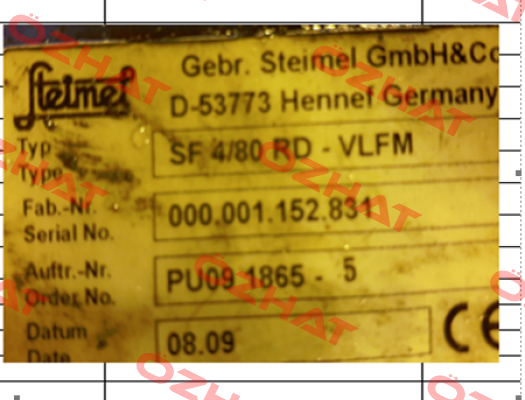 Steimel
Gebr. Steimel GmbH&Co
D-53773 Hennef Germany
Typ
Type
SF 4/80 RD - VLFM
Fab.-Nr.
Serial No.
000.001.152.831
Auftr.-Nr.
Order No.
PU09 1865 - 5
Datum
Date
08.09
CE
ÖZHAT
ÖZHAT
ÖZHAT
ÖZHAT
ÖZHAT
ÖZHAT